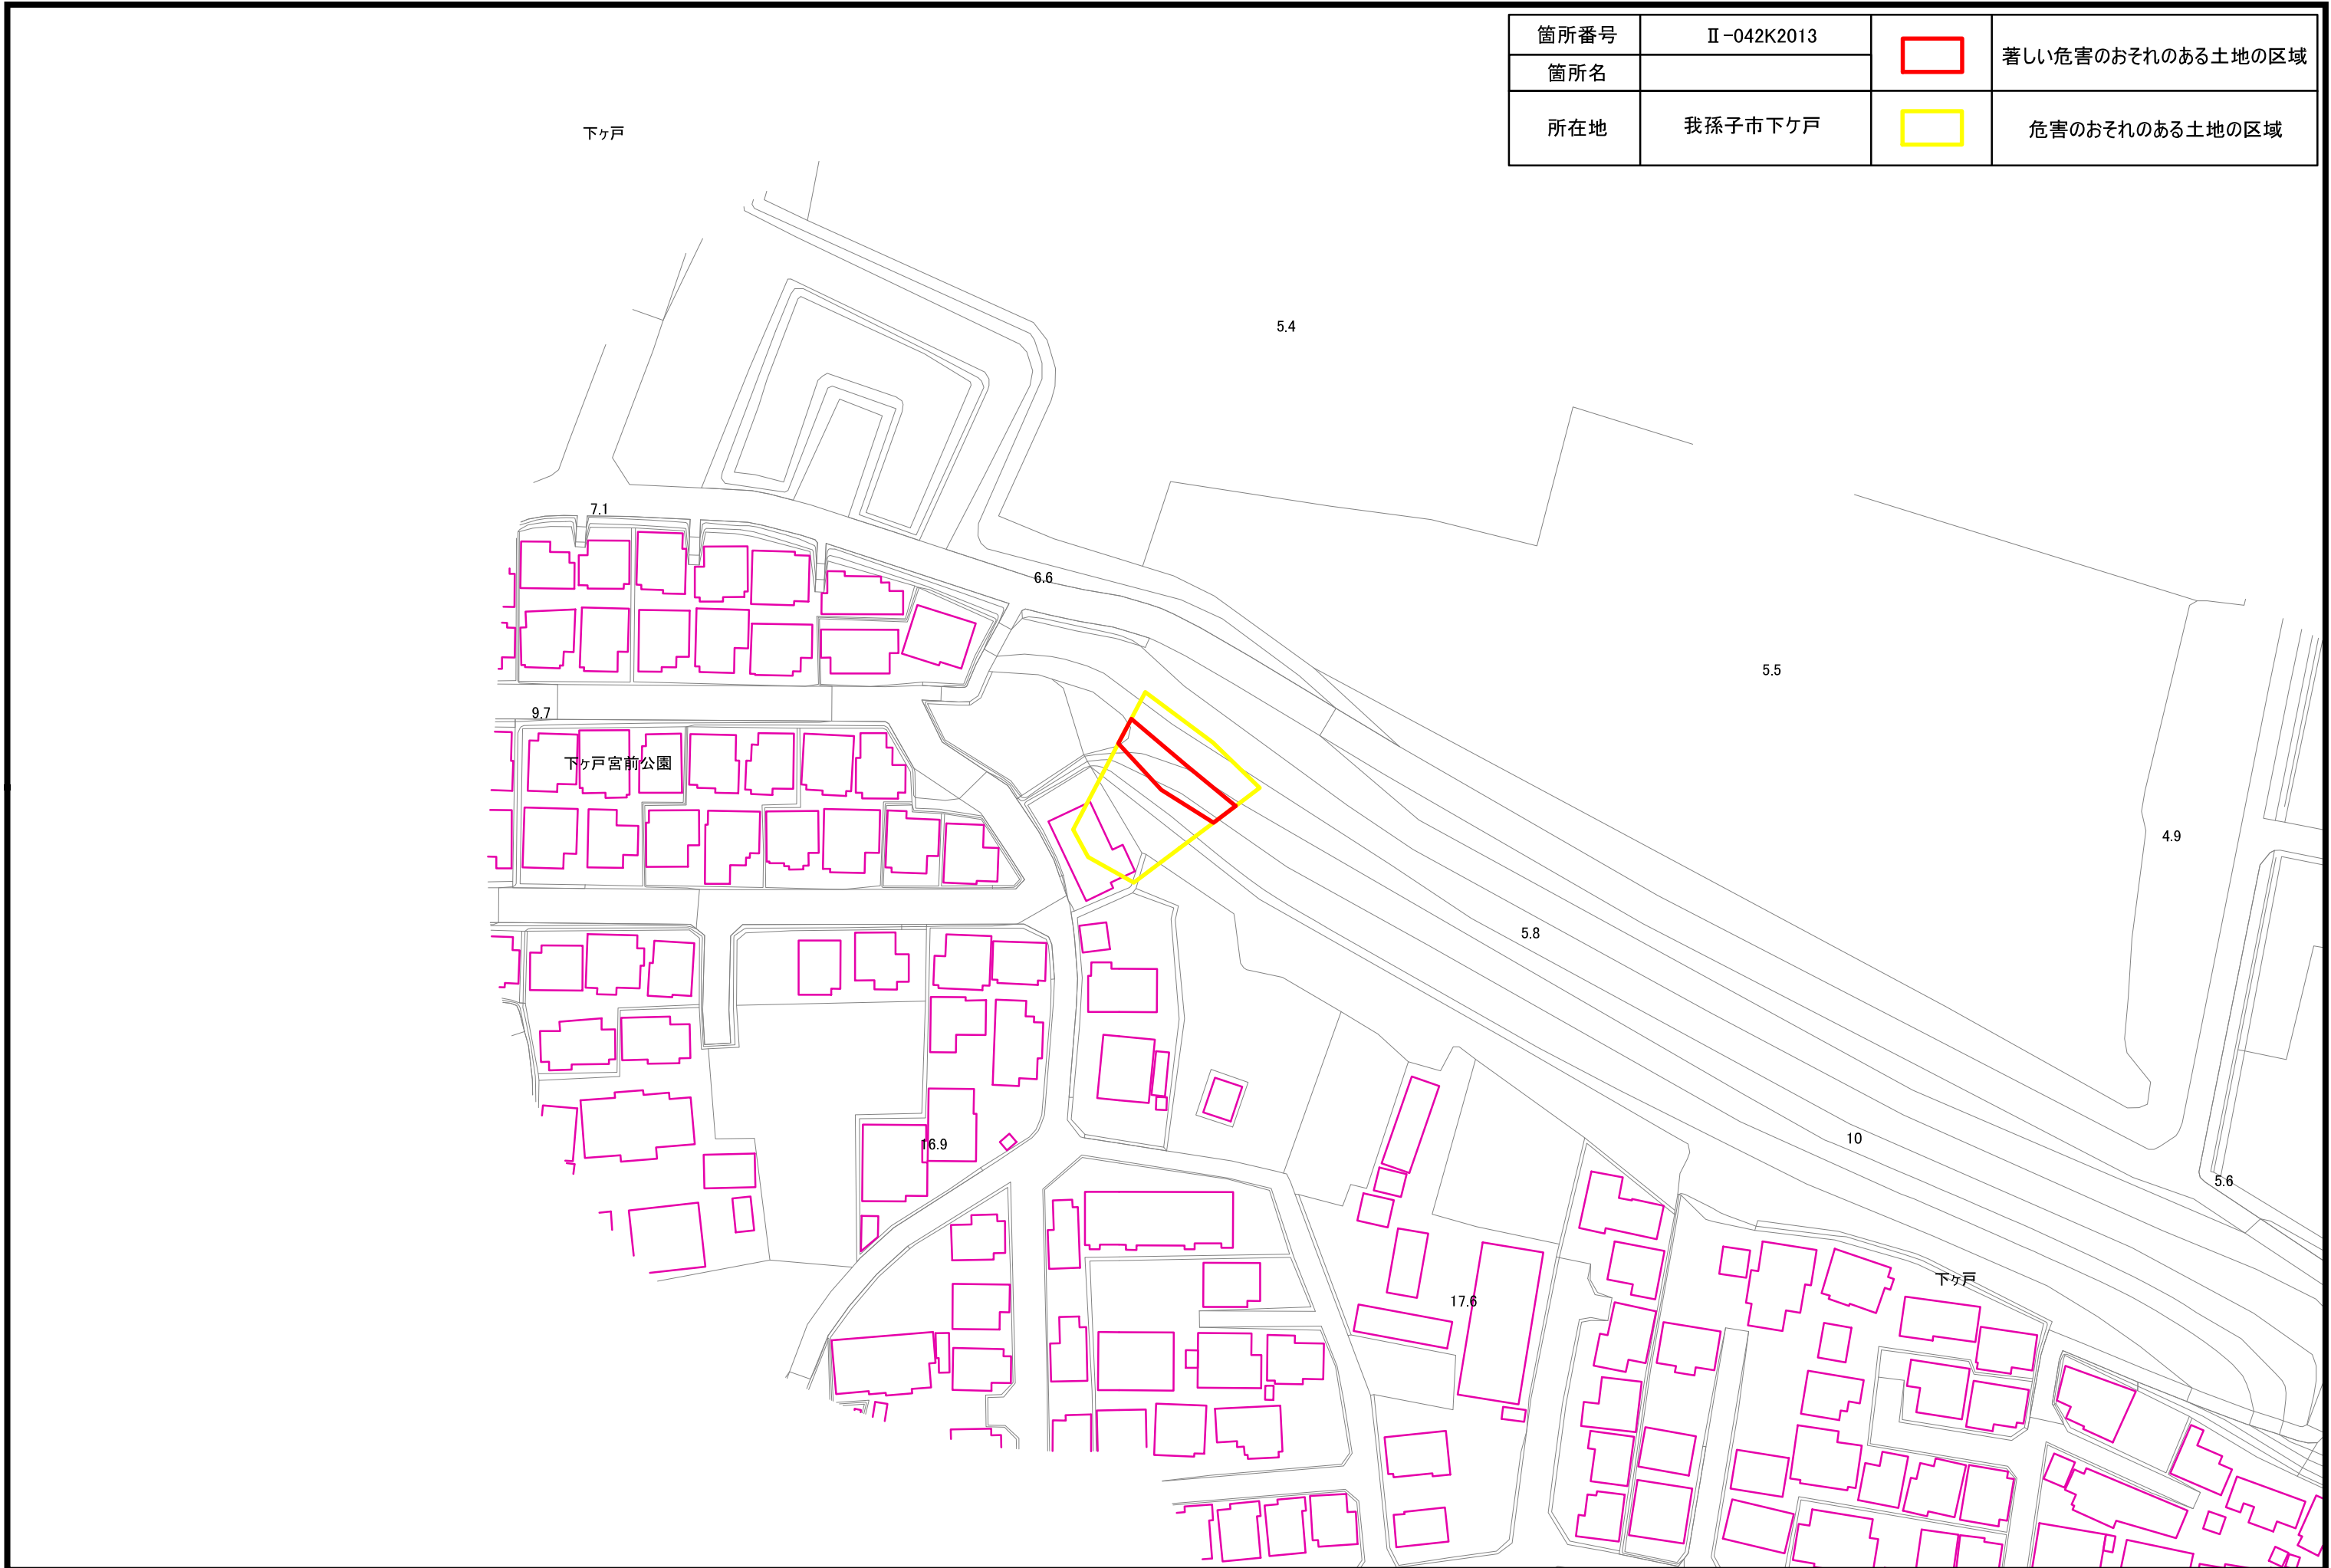 箇所番号 Ⅱ-042K2013 著しい危害のおそれのある土地の区域
箇所名
所在地 我孫子市下ケ戸 危害のおそれのある土地の区域
下ヶ戸
5.4
7.1
6.6
5.5
9.7
下ヶ戸宮前公園
4.9
5.8
16.9
10
5.6
下ヶ戸
17.6